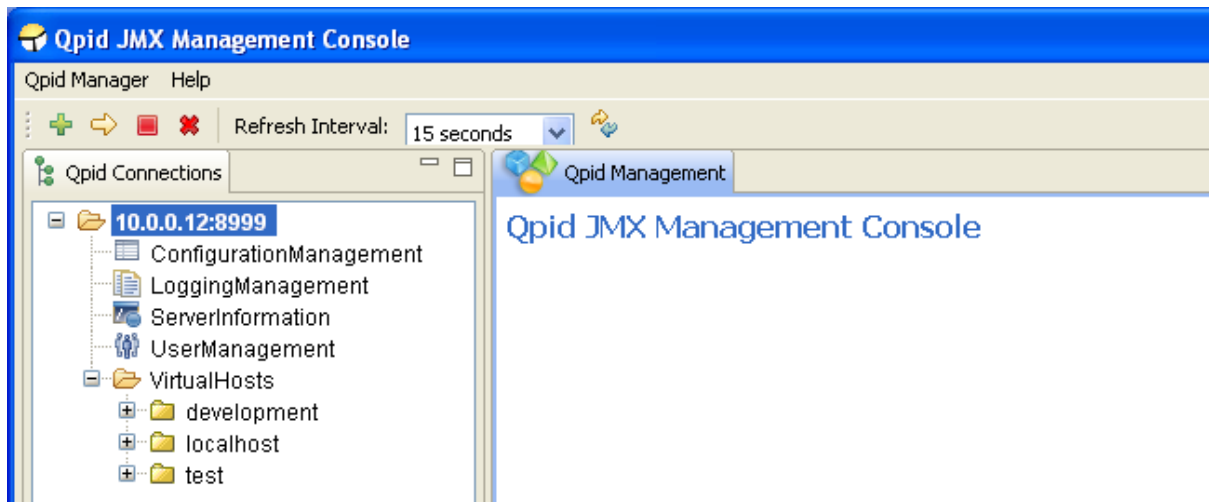 Qpid JMX Management Console
Qpid Manager Help
Refresh Interval: 15 seconds
Qpid Connections
Qpid Management
10.0.0.12:8999
Qpid JMX Management Console
ConfigurationManagement
LoggingManagement
ServerInformation
UserManagement
VirtualHosts
development
localhost
test